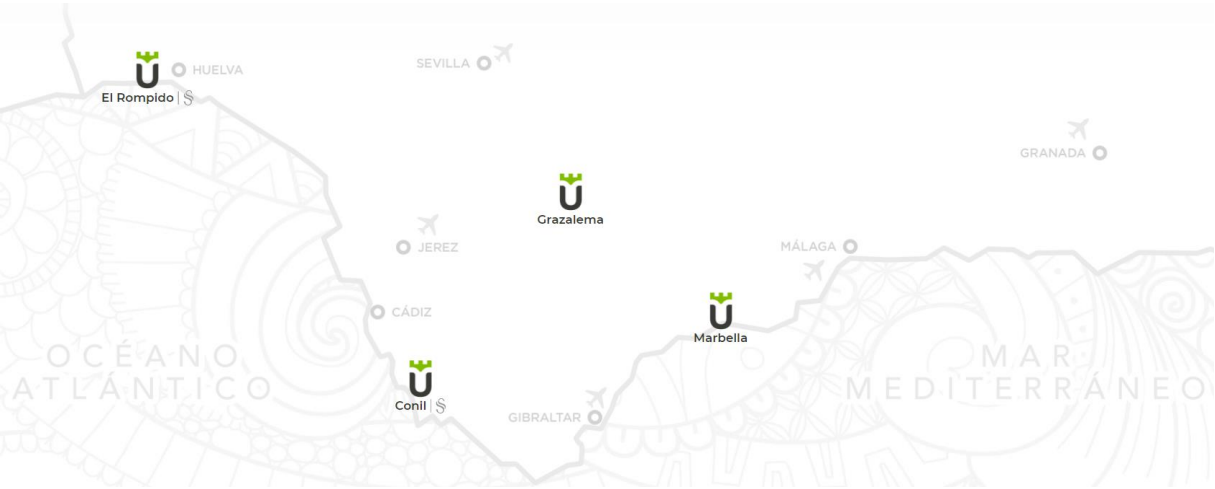 SEVILLA
HUELVA
El Rompido
GRANADA
Grazalema
JEREZ
MÁLAGA
CÁDIZ
Marbella
OCÉANO
ATLÁNTICO
MAR
MEDITERRÁNEO
Conil
GIBRALTAR